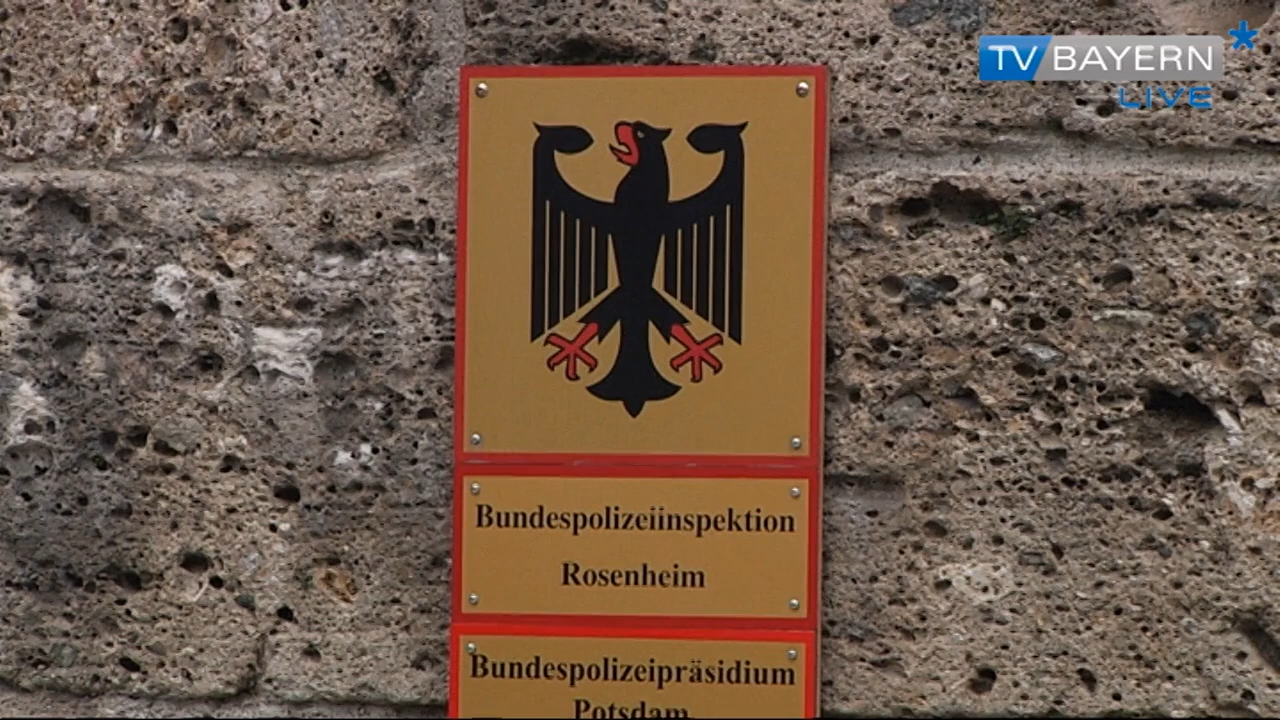 TV BAYERN
LIVE
Bundespolizeiinspektion
Rosenheim
Bundespolizeipräsidium
Potsdam